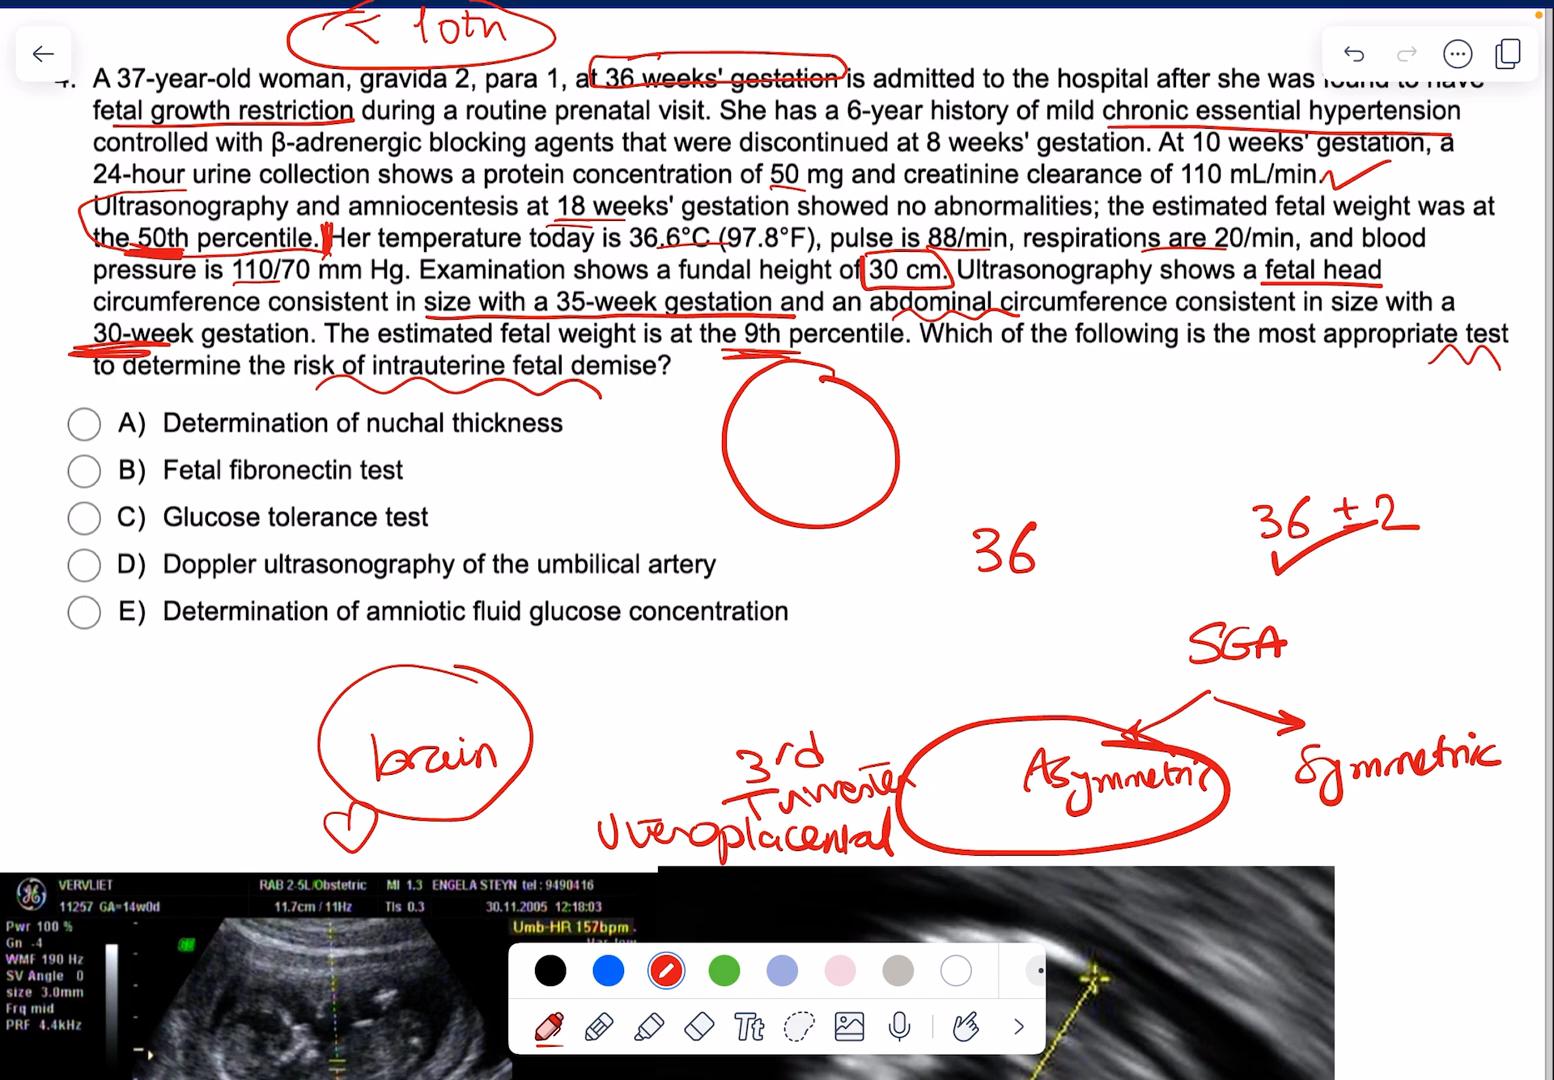 < 10th
A 37-year-old woman, gravida 2, para 1, at 36 weeks' gestation is admitted to the hospital after she was found to have
fetal growth restriction during a routine prenatal visit. She has a 6-year history of mild chronic essential hypertension
controlled with β-adrenergic blocking agents that were discontinued at 8 weeks' gestation. At 10 weeks' gestation, a
24-hour urine collection shows a protein concentration of 50 mg and creatinine clearance of 110 mL/min.
Ultrasonography and amniocentesis at 18 weeks' gestation showed no abnormalities; the estimated fetal weight was at
the 50th percentile. Her temperature today is 36.6°C (97.8°F), pulse is 88/min, respirations are 20/min, and blood
pressure is 110/70 mm Hg. Examination shows a fundal height of 30 cm. Ultrasonography shows a fetal head
circumference consistent in size with a 35-week gestation and an abdominal circumference consistent in size with a
30-week gestation. The estimated fetal weight is at the 9th percentile. Which of the following is the most appropriate test
to determine the risk of intrauterine fetal demise?
A) Determination of nuchal thickness
B) Fetal fibronectin test
C) Glucose tolerance test
D) Doppler ultrasonography of the umbilical artery
E) Determination of amniotic fluid glucose concentration
36
36 ± 2
SGA
Asymmetric
Symmetric
brain
3rd
Trimester
Uteroplacental
VERVLIET
11257 GA=14w0d
RAB 2-5L/Obstetric MI 1.3 ENGELA STEYN tel : 9490416
11.7cm / 11Hz TIs 0.3 30.11.2005 12:18:03
Pwr 100 %
Gn -4
WMF 190 Hz
SV Angle 0
size 3.0mm
Frq mid
PRF 4.4kHz
Umb-HR 157bpm
Tt